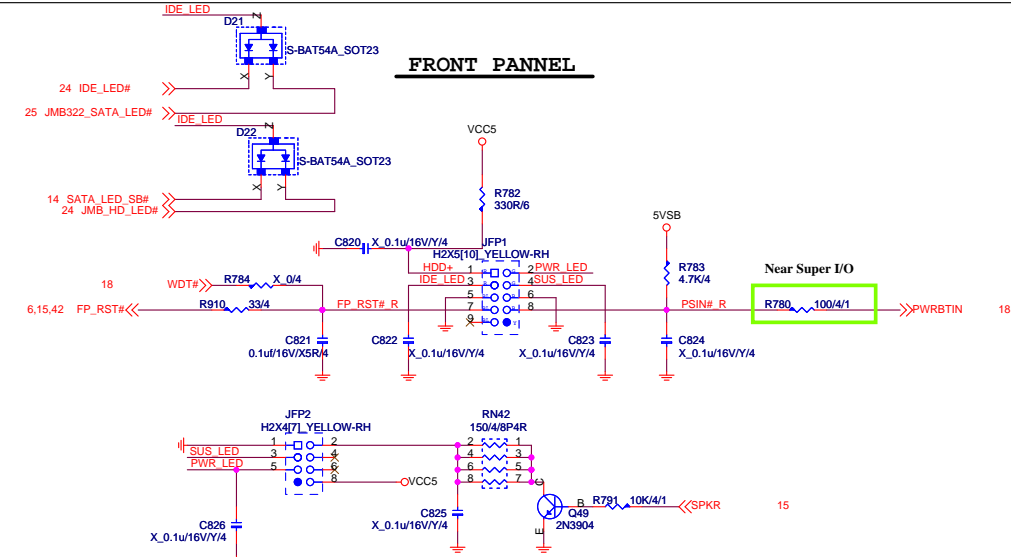 IDE_LED
D21
Z
S-BAT54A_SOT23
FRONT PANNEL
X
Y
24 IDE_LED#
25 JMB322_SATA_LED#
IDE_LED
D22
Z
S-BAT54A_SOT23
VCC5
X
Y
14 SATA_LED_SB#
24 JMB_HD_LED#
R782
330R/6
5VSB
C820
X_0.1u/16V/Y/4
JFP1
H2X5[10]_YELLOW-RH
HDD+
1
2
PWR_LED
R783
4.7K/4
Near Super I/O
18
WDT#
R784
X_0/4
IDE_LED
3
4
SUS_LED
5
6
6,15,42 FP_RST#
R910
33/4
FP_RST#_R
7
8
PSIN#_R
R780
100/4/1
PWRBTIN
18
9
C821
0.1uf/16V//X5R/4
C822
X_0.1u/16V/Y/4
C823
X_0.1u/16V/Y/4
C824
X_0.1u/16V/Y/4
JFP2
H2X4[7]_YELLOW-RH
RN42
150/4/8P4R
1
2
2
1
SUS_LED
3
4
4
3
PWR_LED
5
6
6
5
8
VCC5
8
7
C
C826
X_0.1u/16V/Y/4
C825
X_0.1u/16V/Y/4
B
E
Q49
2N3904
R791
10K/4/1
SPKR
15